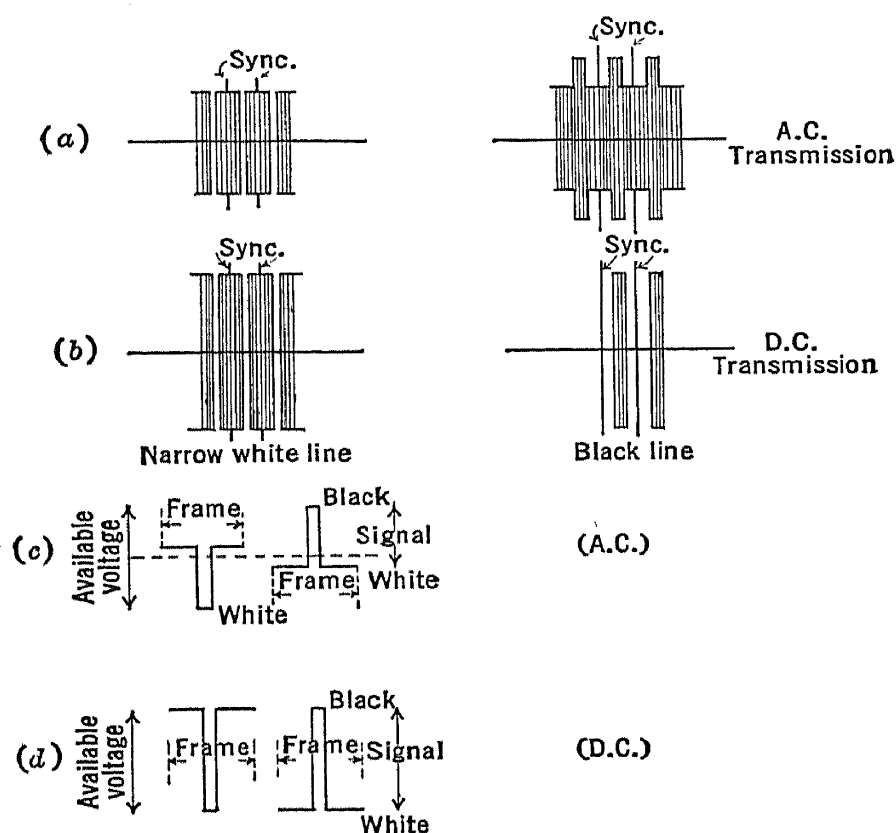 Sync.
Sync.
(a)
A.C.
Transmission
Sync.
Sync.
(b)
D.C.
Transmission
Narrow white line
Black line
(c)
Available
voltage
Frame
Black
Signal
Frame
White
White
(A.C.)
(d)
Available
voltage
Frame
Frame
Black
Signal
White
(D.C.)